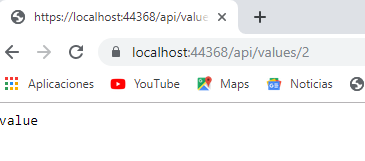 https://localhost:44368/api/value
localhost:44368/api/values/2
Aplicaciones YouTube Maps Noticias
value